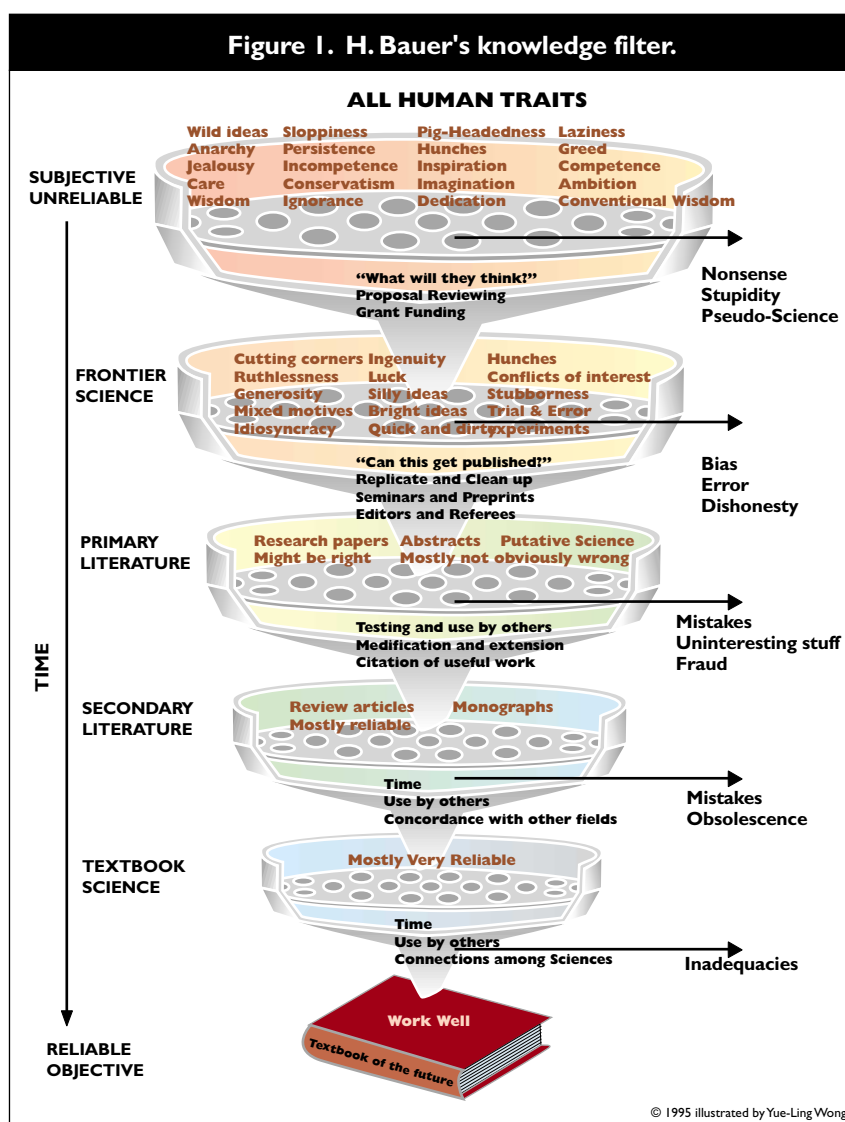 Figure 1. H. Bauer's knowledge filter.
ALL HUMAN TRAITS
Wild ideas Sloppiness Pig-Headedness Laziness
Anarchy Persistence Hunches Greed
Jealousy Incompetence Inspiration Competence
Care Conservatism Imagination Ambition
Wisdom Ignorance Dedication Conventional Wisdom
SUBJECTIVE
UNRELIABLE
“What will they think?”
Proposal Reviewing
Grant Funding
Nonsense
Stupidity
Pseudo-Science
FRONTIER
SCIENCE
Cutting corners Ingenuity Hunches
Ruthlessness Luck Conflicts of interest
Generosity Silly ideas Stubborness
Mixed motives Bright ideas Trial & Error
Idiosyncracy Quick and dirty experiments
“Can this get published?”
Replicate and Clean up
Seminars and Preprints
Editors and Referees
Bias
Error
Dishonesty
PRIMARY
LITERATURE
Research papers Abstracts Putative Science
Might be right Mostly not obviously wrong
Testing and use by others
Medification and extension
Citation of useful work
Mistakes
Uninteresting stuff
Fraud
TIME
SECONDARY
LITERATURE
Review articles Monographs
Mostly reliable
Time
Use by others
Concordance with other fields
Mistakes
Obsolescence
TEXTBOOK
SCIENCE
Mostly Very Reliable
Time
Use by others
Connections among Sciences
Inadequacies
RELIABLE
OBJECTIVE
Work Well
Textbook of the future
© 1995 illustrated by Yue-Ling Wong